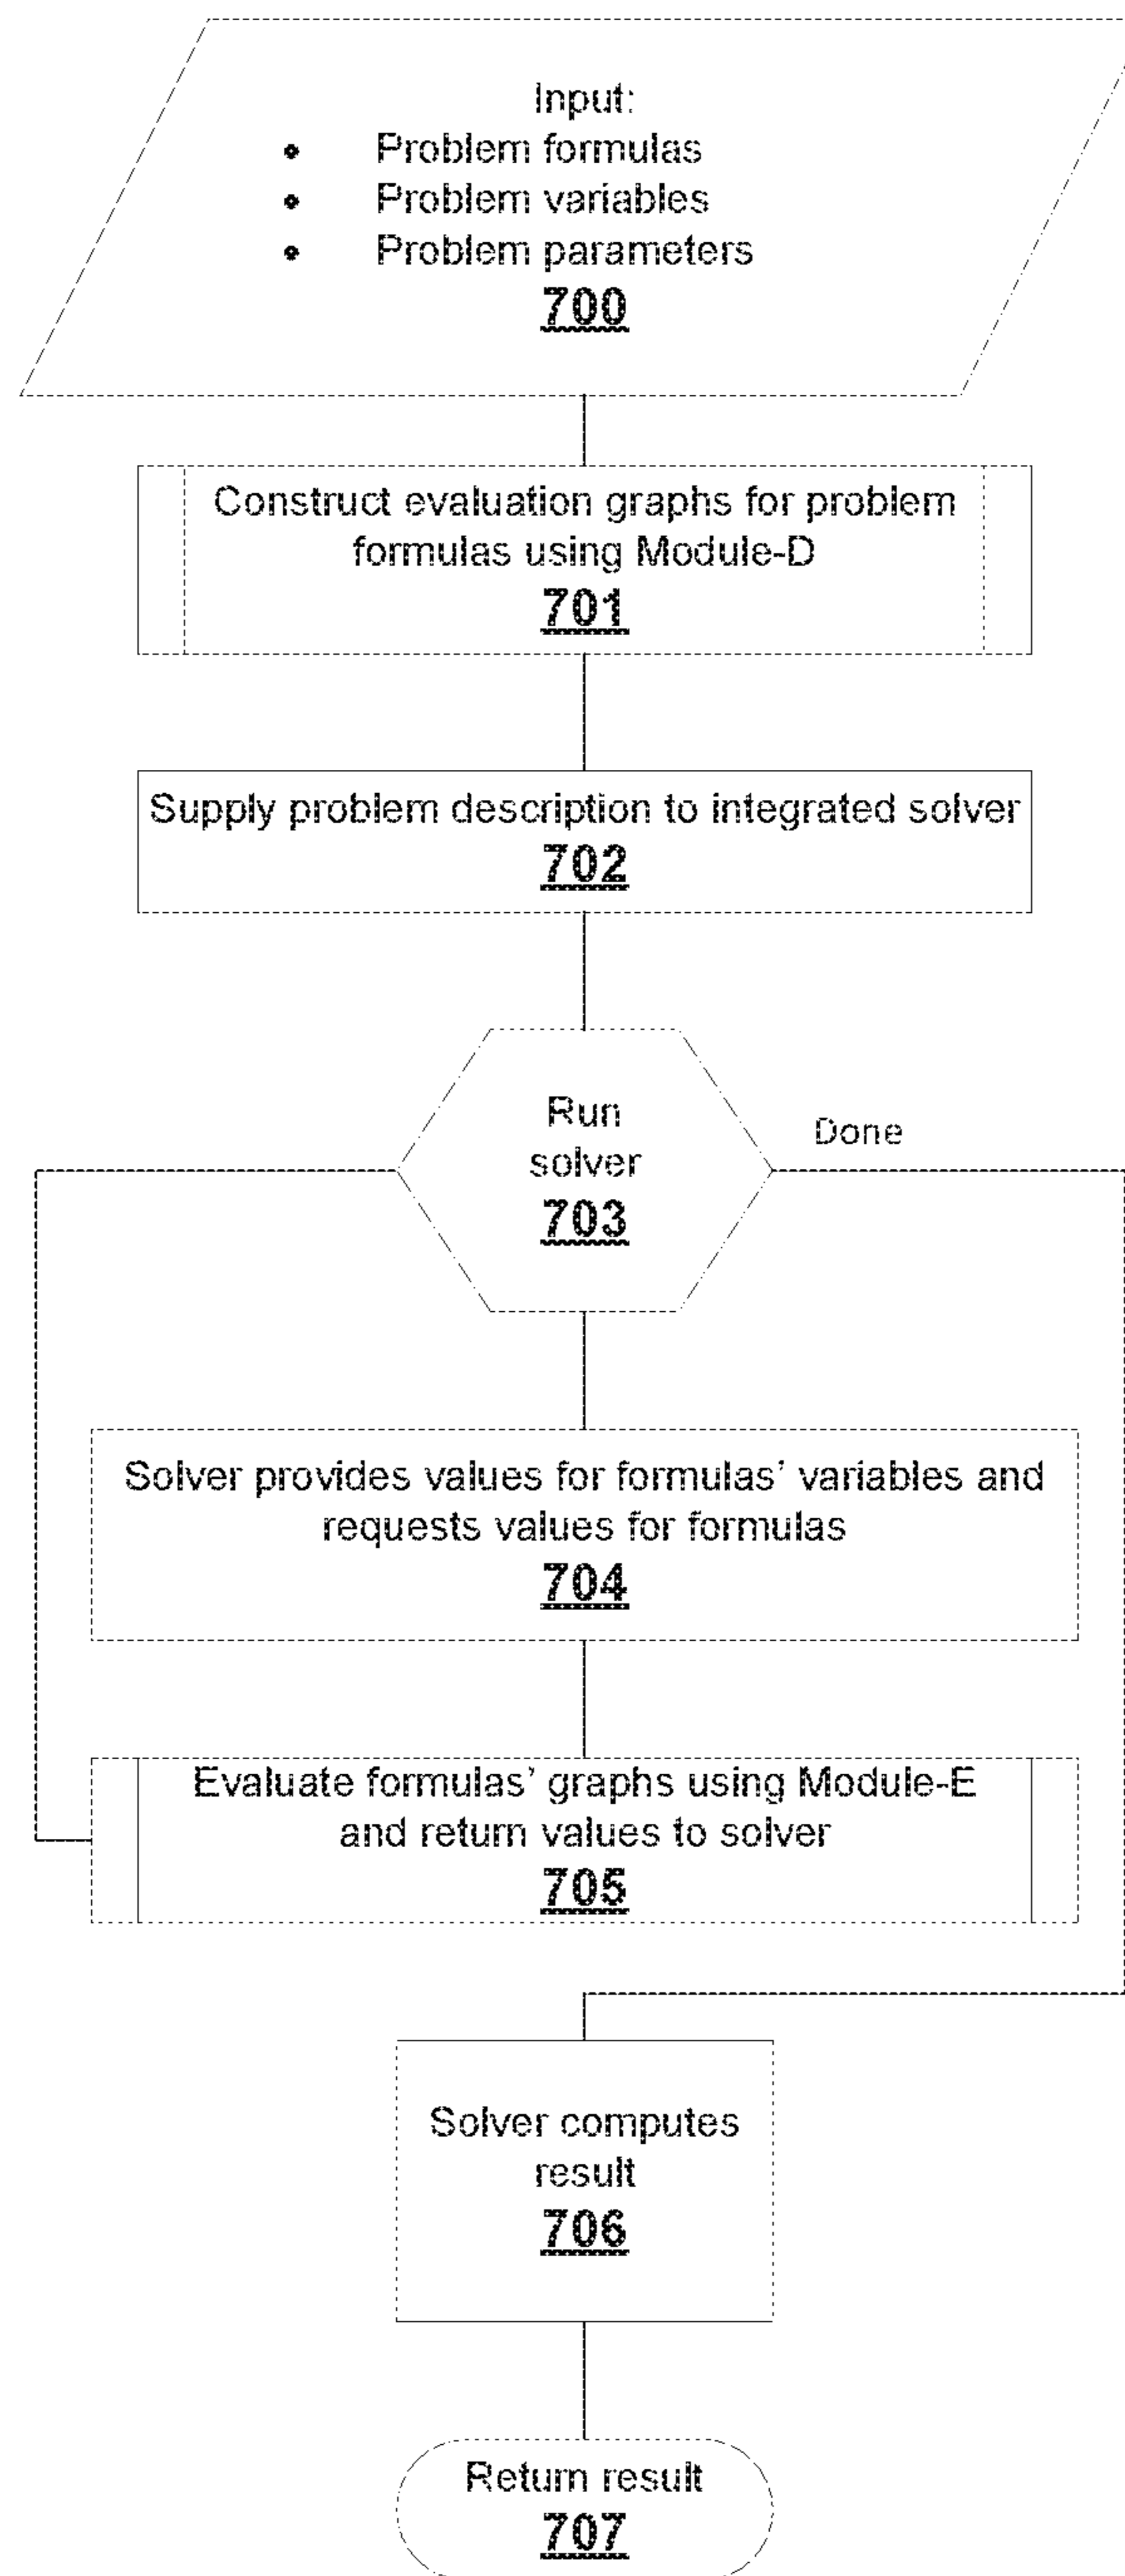 Input:
• Problem formulas
• Problem variables
• Problem parameters
700
Construct evaluation graphs for problem
formulas using Module-D
701
Supply problem description to integrated solver
702
Run
solver
703
Done
Solver provides values for formulas’ variables and
requests values for formulas
704
Evaluate formulas’ graphs using Module-E
and return values to solver
705
Solver computes
result
706
Return result
707